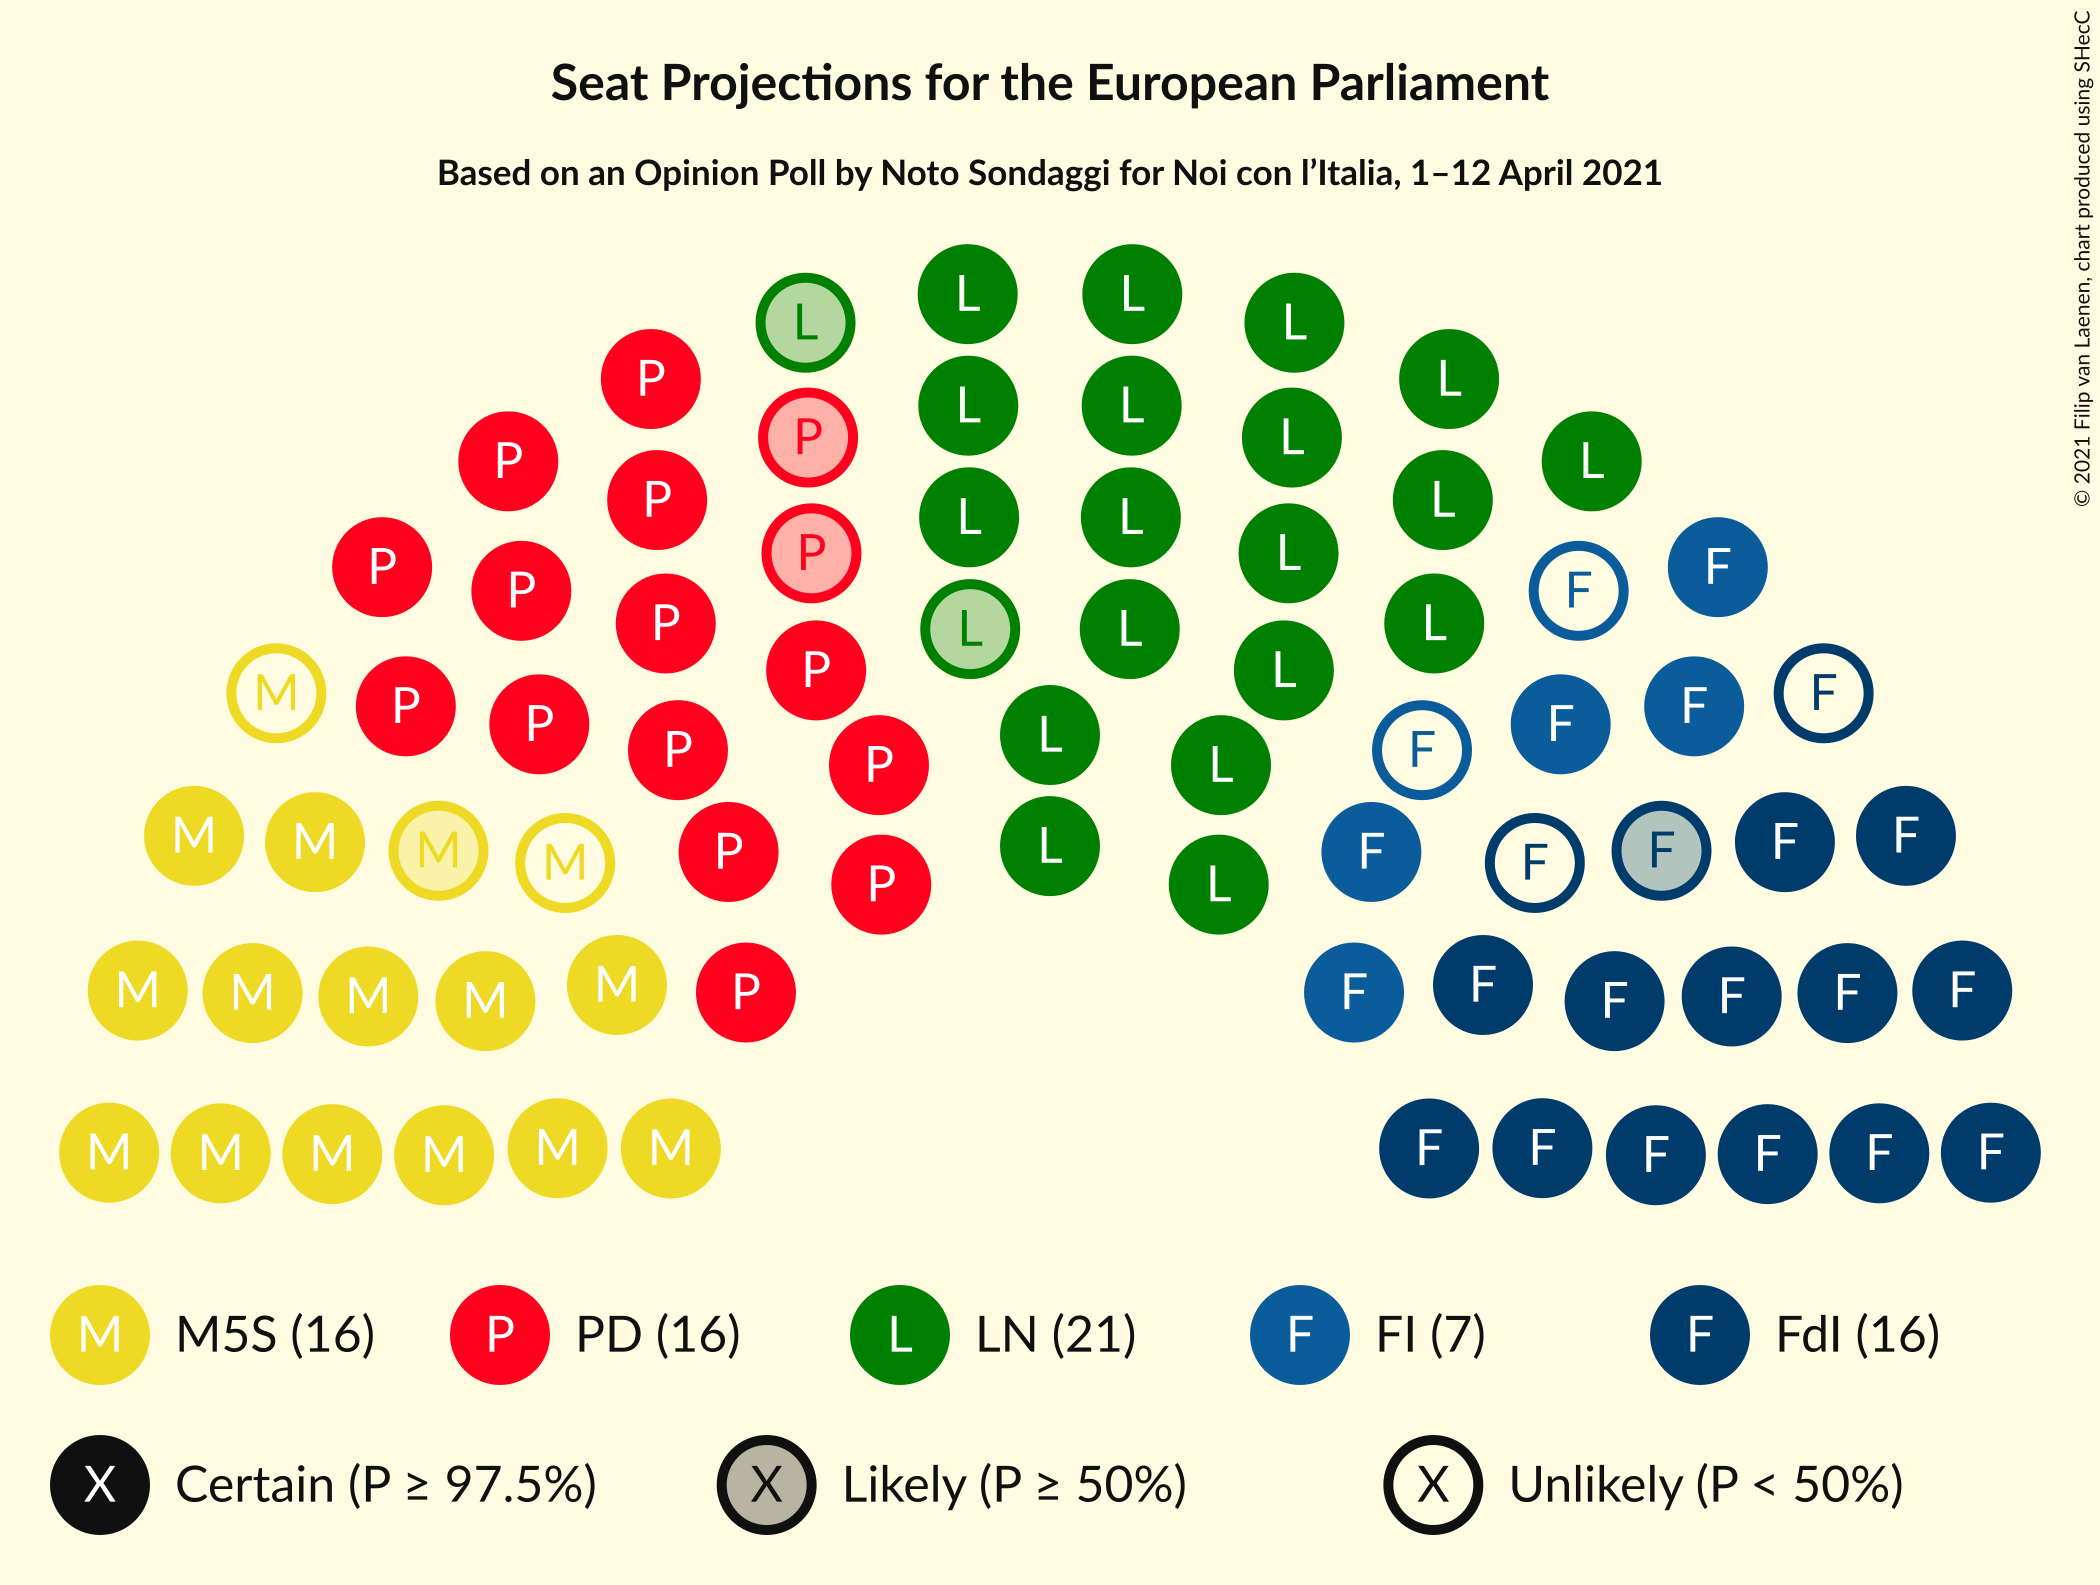 Seat Projections for the European Parliament
Based on an Opinion Poll by Noto Sondaggi for Noi con l’Italia, 1–12 April 2021
© 2021 Filip van Laenen, chart produced using SHecC
L L L L
P L L
P L L P L
P P L P L L
P P L F F
P P L L L L
M P P P P L L L F F F F
P L F
M M M M P L F F F F F
P L
M M M M M P F F F F F F
M M M M M M F F F F F F
M M5S (16) P PD (16) L LN (21) F FI (7) F FdI (16)
X Certain (P ≥ 97.5%) X Likely (P ≥ 50%) X Unlikely (P < 50%)